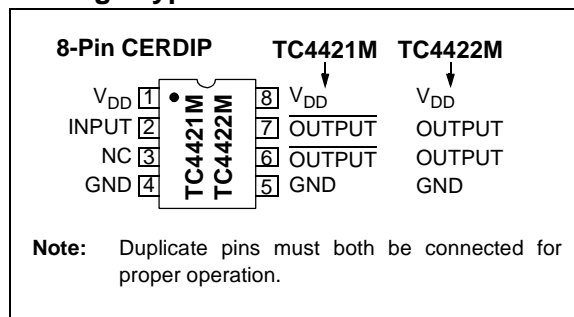 8-Pin CERDIP TC4421M TC4422M
V_DD 1 8 V_DD V_DD
INPUT 2 7 OUTPUT OUTPUT
NC 3 6 OUTPUT OUTPUT
GND 4 5 GND GND
TC4421M
TC4422M
Note: Duplicate pins must both be connected for
proper operation.